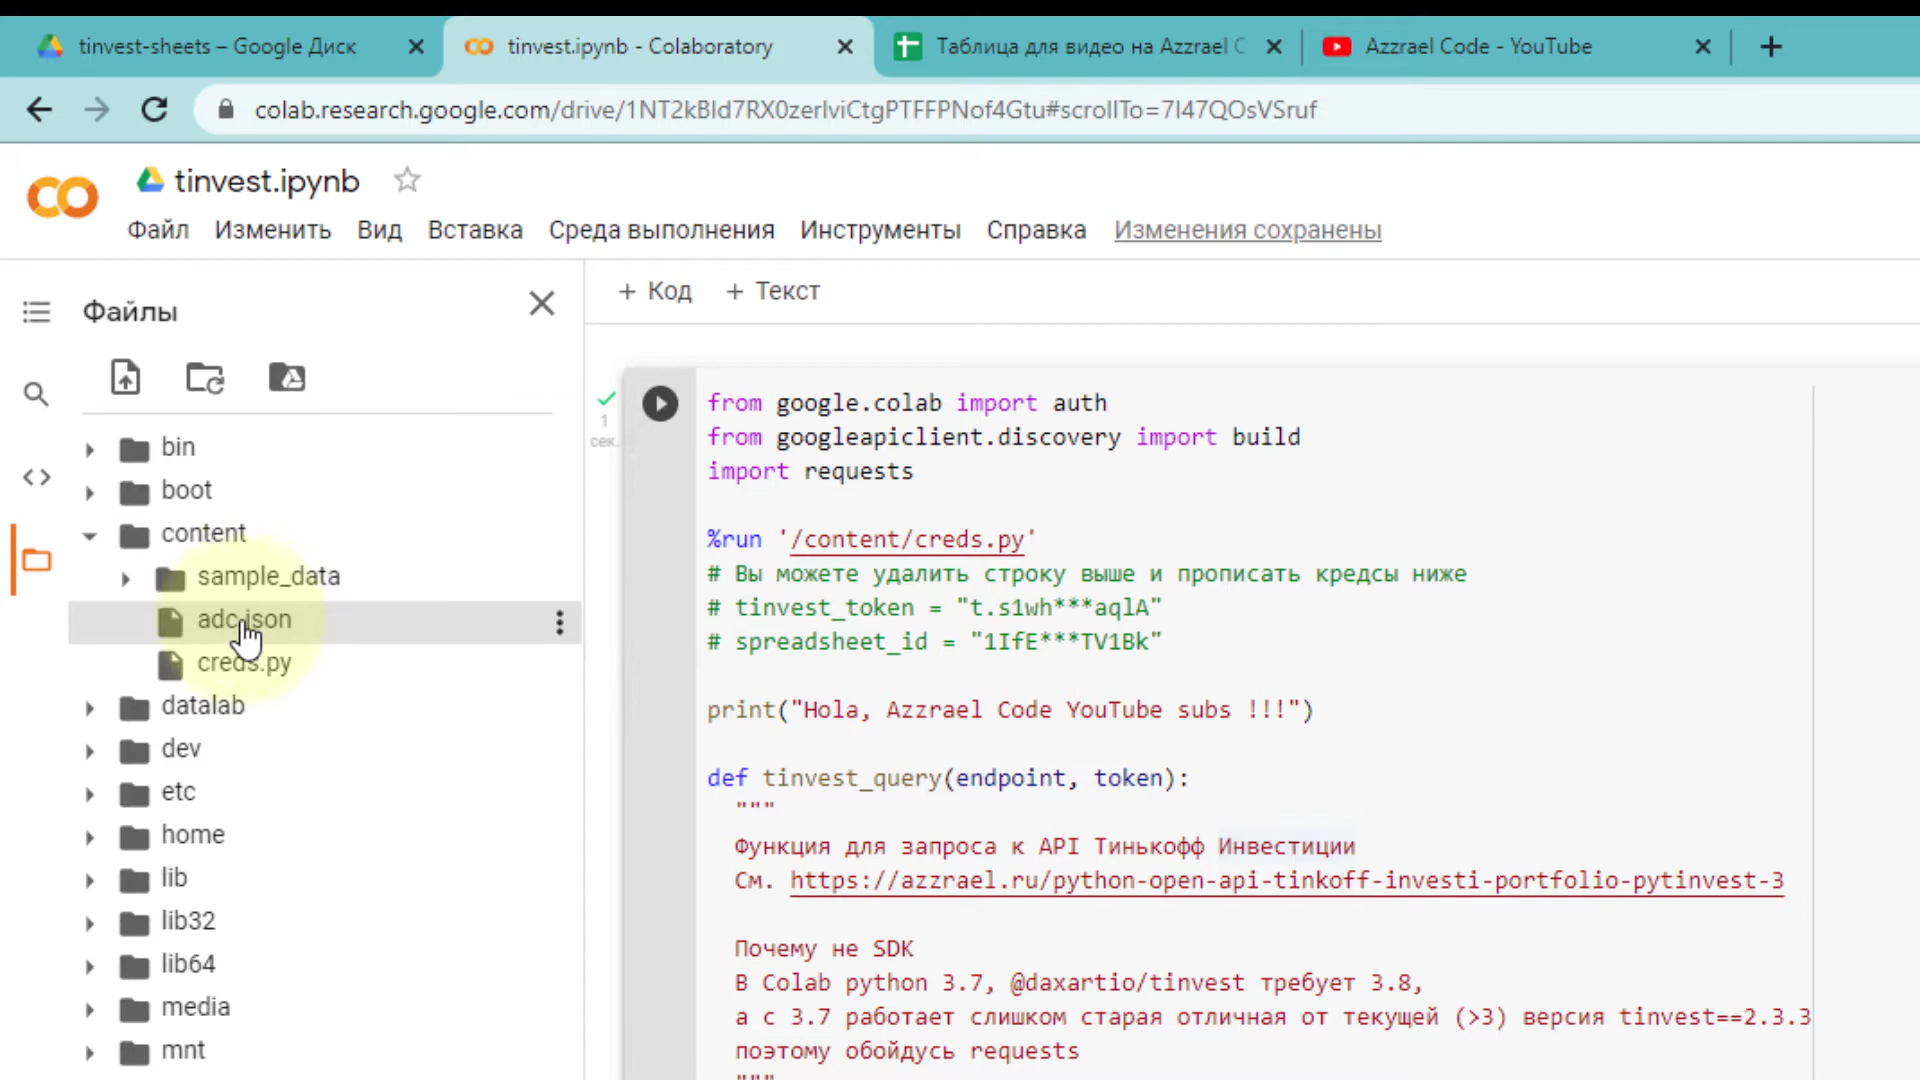 tinvest-sheets – Google Диск
tinvest.ipynb - Colaboratory
Таблица для видео на Azzrael C
Azzrael Code - YouTube
colab.research.google.com/drive/1NT2kBld7RX0zerlviCtgPTFFPNof4Gtu#scrollTo=7I47QOsVSruf
tinvest.ipynb
Файл Изменить Вид Вставка Среда выполнения Инструменты Справка Изменения сохранены
Файлы
+ Код + Текст
bin
boot
content
sample_data
adc.json
creds.py
datalab
dev
etc
home
lib
lib32
lib64
media
mnt
1
сек.
from google.colab import auth
from googleapiclient.discovery import build
import requests
%run '/content/creds.py'
# Вы можете удалить строку выше и прописать кредсы ниже
# tinvest_token = "t.s1wh***aqlA"
# spreadsheet_id = "1IfE***TV1Bk"
print("Hola, Azzrael Code YouTube subs !!!")
def tinvest_query(endpoint, token):
"""
Функция для запроса к API Тинькофф Инвестиции
См. https://azzrael.ru/python-open-api-tinkoff-investi-portfolio-pytinvest-3
Почему не SDK
В Colab python 3.7, @daxartio/tinvest требует 3.8,
а с 3.7 работает слишком старая отличная от текущей (>3) версия tinvest==2.3.3
поэтому обойдусь requests
"""